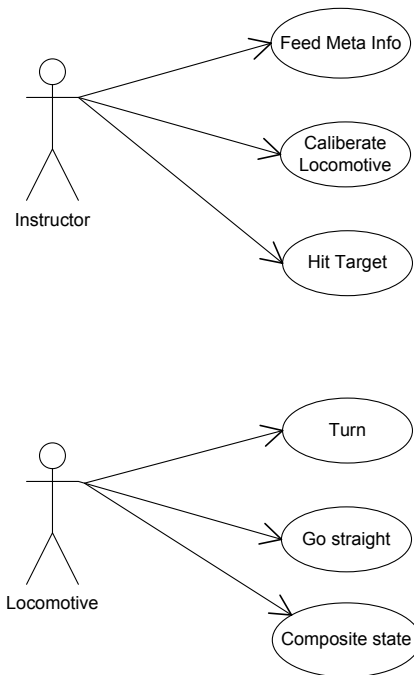 Feed Meta Info
Caliberate
Locomotive
Instructor
Hit Target
Turn
Go straight
Locomotive
Composite state